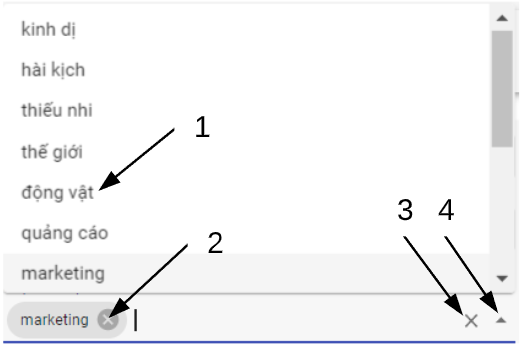 kinh dị
hài kịch
thiếu nhi
1
thế giới
động vật
3 4
quảng cáo
2
marketing
marketing